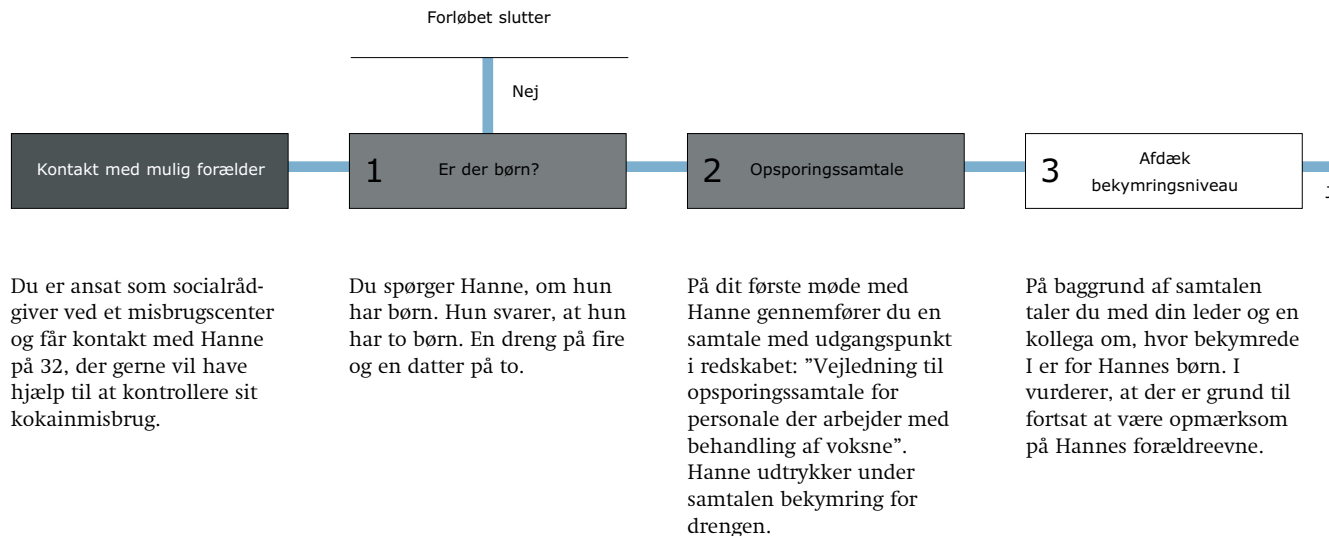 Forløbet slutter
Nej
Kontakt med mulig forælder
1 Er der børn?
2 Opsporingssamtale
3 Afdæk
bekymringsniveau
Du er ansat som socialråd-
giver ved et misbrugscenter
og får kontakt med Hanne
på 32, der gerne vil have
hjælp til at kontrollere sit
kokainmisbrug.
Du spørger Hanne, om hun
har børn. Hun svarer, at hun
har to børn. En dreng på fire
og en datter på to.
På dit første møde med
Hanne gennemfører du en
samtale med udgangspunkt
i redskabet: ”Vejledning til
opsporingssamtale for
personale der arbejder med
behandling af voksne”.
Hanne udtrykker under
samtalen bekymring for
drengen.
På baggrund af samtalen
taler du med din leder og en
kollega om, hvor bekymrede
I er for Hannes børn. I
vurderer, at der er grund til
fortsat at være opmærksom
på Hannes forældreevne.